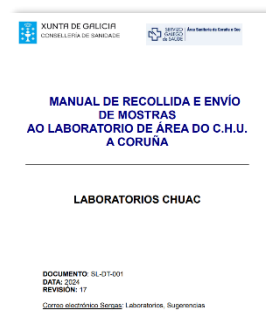 XUNTA DE GALICIA
CONSELLERÍA DE SANIDADE
SERVIZO
GALEGO
de SAÚDE
Área Sanitaria da Coruña e Cee
MANUAL DE RECOLLIDA E ENVÍO
DE MOSTRAS
AO LABORATORIO DE ÁREA DO C.H.U.
A CORUÑA
LABORATORIOS CHUAC
DOCUMENTO: SL-DT-001
DATA: 2024
REVISIÓN: 17
Correo electrónico Sergas: Laboratorios, Sugerencias